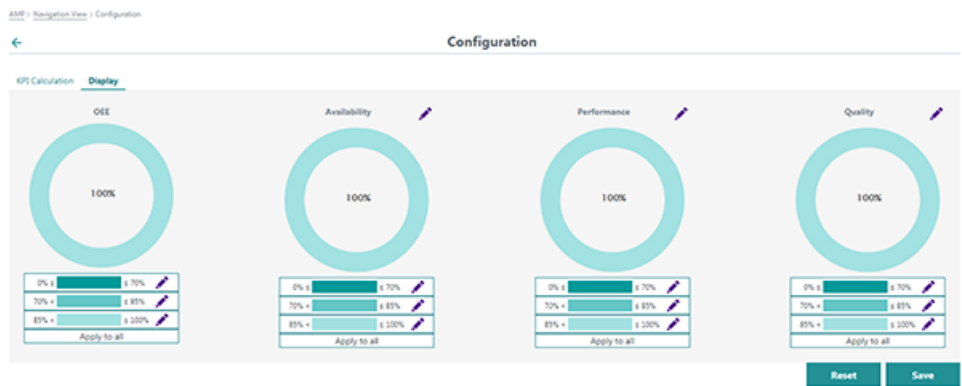 AMP > Navigation View > Configuration
Configuration
KPI Calculation Display
OEE Availability Performance Quality
100% 100% 100% 100%
0% ≤ ≤ 70% 0% ≤ ≤ 70% 0% ≤ ≤ 70% 0% ≤ ≤ 70%
70% < ≤ 85% 70% < ≤ 85% 70% < ≤ 85% 70% < ≤ 85%
85% < ≤ 100% 85% < ≤ 100% 85% < ≤ 100% 85% < ≤ 100%
Apply to all Apply to all Apply to all Apply to all
Reset Save